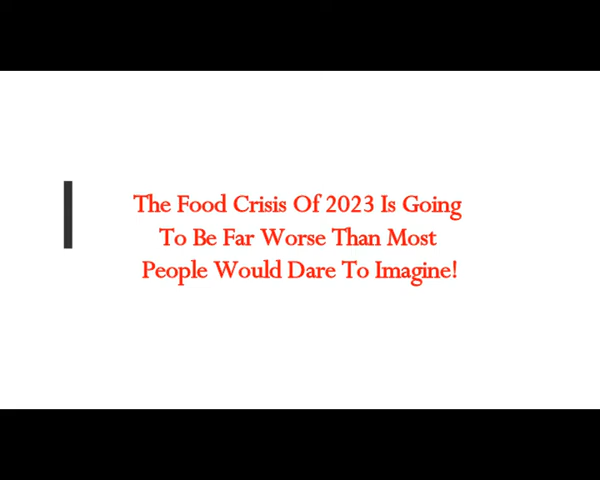 The Food Crisis Of 2023 Is Going
To Be Far Worse Than Most
People Would Dare To Imagine!